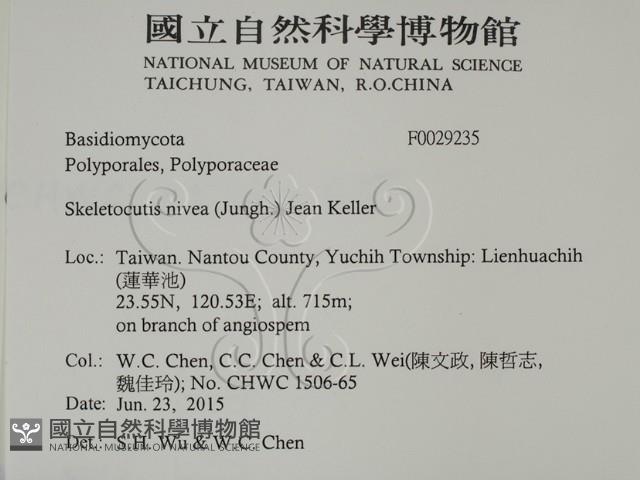 國立自然科學博物館
NATIONAL MUSEUM OF NATURAL SCIENCE
TAICHUNG, TAIWAN, R.O.CHINA
Basidiomycota F0029235
Polyporales, Polyporaceae
Skeletocutis nivea (Jungh.) Jean Keller
Loc.: Taiwan. Nantou County, Yuchih Township: Lienhuachih
(蓮華池)
23.55N, 120.53E; alt. 715m;
on branch of angiospem
Col.: W.C. Chen, C.C. Chen & C.L. Wei(陳文政, 陳哲志,
魏佳玲); No. CHWC 1506-65
Date: Jun. 23, 2015
Det.: S.H. Wu & W.C. Chen
國立自然科學博物館
NATIONAL MUSEUM OF NATURAL SCIENCE